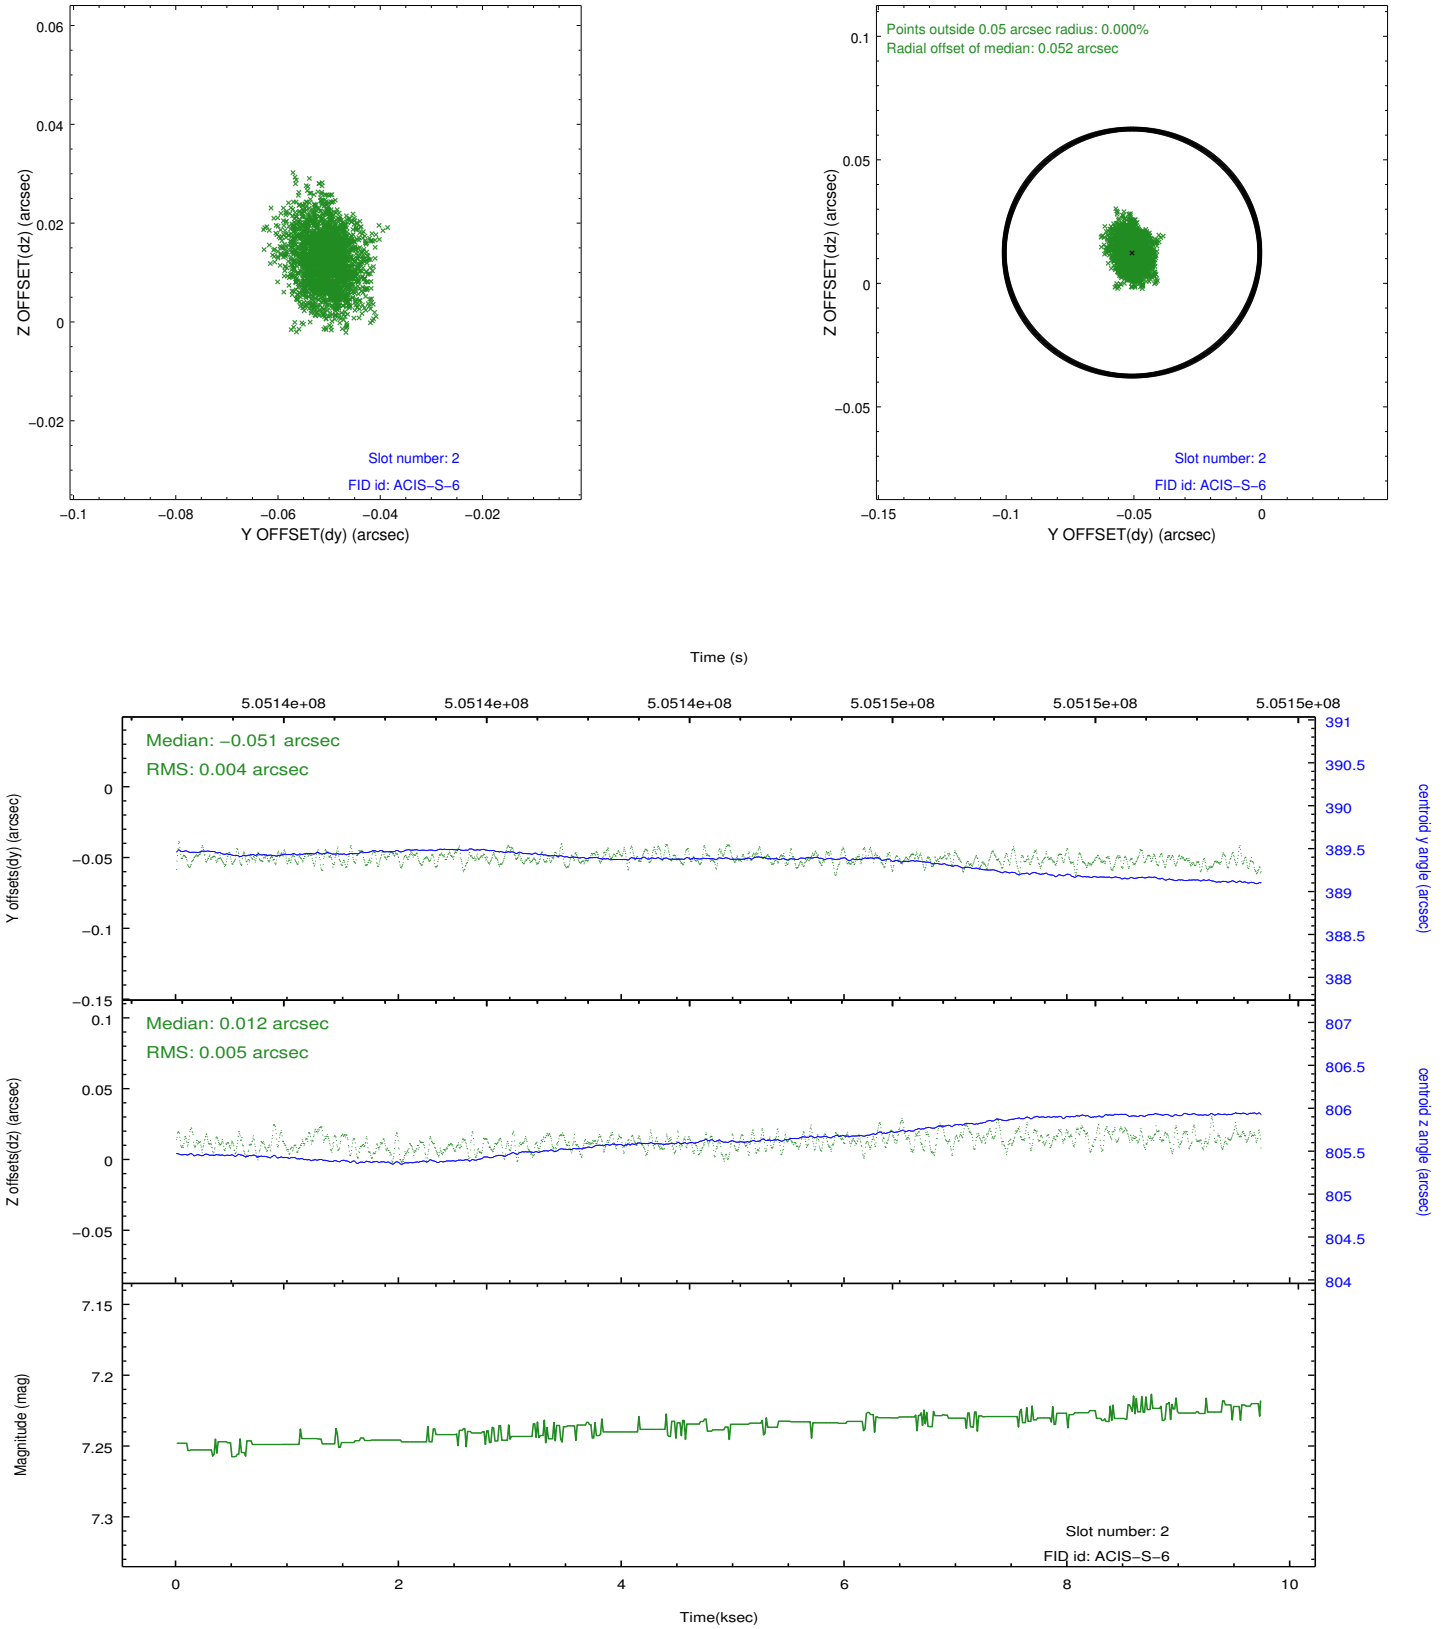 0.06
0.04
0.02
0
−0.02
−0.1
−0.08
−0.06
−0.04
−0.02
Z OFFSET(dz) (arcsec)
Y OFFSET(dy) (arcsec)
Slot number: 2
FID id: ACIS−S−6
Points outside 0.05 arcsec radius: 0.000%
Radial offset of median: 0.052 arcsec
0.1
0.05
0
−0.05
−0.15
−0.1
−0.05
0
Z OFFSET(dz) (arcsec)
Y OFFSET(dy) (arcsec)
Slot number: 2
FID id: ACIS−S−6
Time (s)
5.0514e+08 5.0514e+08 5.0514e+08 5.0515e+08 5.0515e+08 5.0515e+08
Median: −0.051 arcsec
RMS: 0.004 arcsec
0
−0.05
−0.1
−0.15
Y offsets(dy) (arcsec)
391
390.5
390
389.5
389
388.5
388
centroid y angle (arcsec)
Median: 0.012 arcsec
RMS: 0.005 arcsec
0.1
0.05
0
−0.05
Z offsets(dz) (arcsec)
807
806.5
806
805.5
805
804.5
804
centroid z angle (arcsec)
7.15
7.2
7.25
7.3
Magnitude (mag)
Slot number: 2
FID id: ACIS−S−6
0 2 4 6 8 10
Time(ksec)